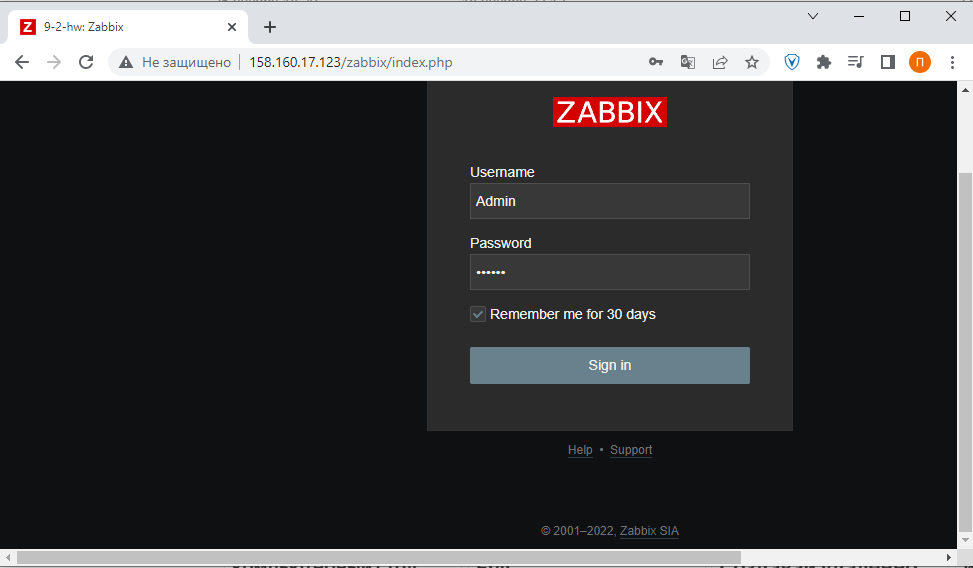 9-2-hw: Zabbix
Не защищено 158.160.17.123/zabbix/index.php
П
ZABBIX
Username
Admin
Password
••••••
Remember me for 30 days
Sign in
Help • Support
© 2001–2022, Zabbix SIA